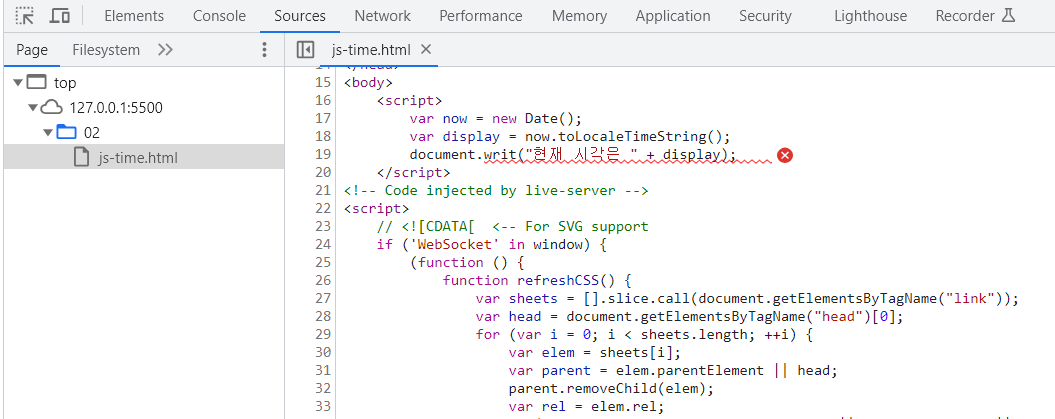 Elements Console Sources Network Performance Memory Application Security Lighthouse Recorder
Page Filesystem
js-time.html
top
127.0.0.1:5500
02
js-time.html
14 </head>
15 <body>
16 <script>
17 var now = new Date();
18 var display = now.toLocaleTimeString();
19 document.writ("현재 시각은 " + display);
20 </script>
21 <!-- Code injected by live-server -->
22 <script>
23 // <![CDATA[ <-- For SVG support
24 if ('WebSocket' in window) {
25 (function () {
26 function refreshCSS() {
27 var sheets = [].slice.call(document.getElementsByTagName("link"));
28 var head = document.getElementsByTagName("head")[0];
29 for (var i = 0; i < sheets.length; ++i) {
30 var elem = sheets[i];
31 var parent = elem.parentElement || head;
32 parent.removeChild(elem);
33 var rel = elem.rel;